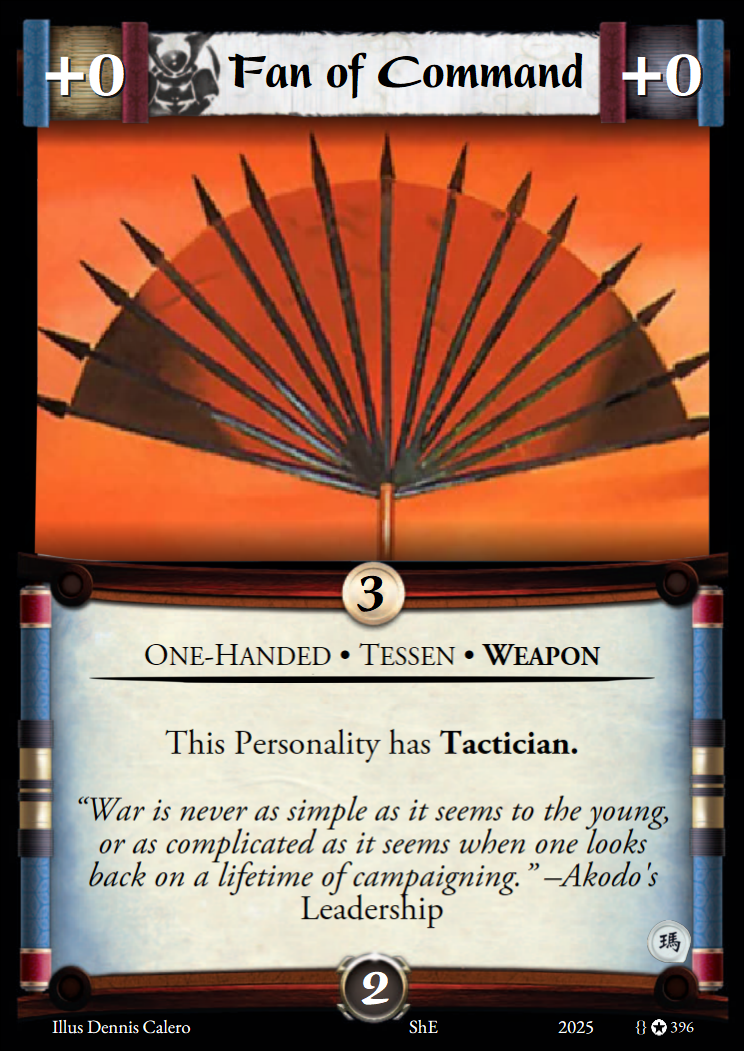 +0 Fan of Command +0
3
One-Handed • Tessen • Weapon
This Personality has Tactician.
“War is never as simple as it seems to the young,
or as complicated as it seems when one looks
back on a lifetime of campaigning.” –Akodo's
Leadership
瑪
2
Illus Dennis Calero ShE 2025 {} ✪ 396